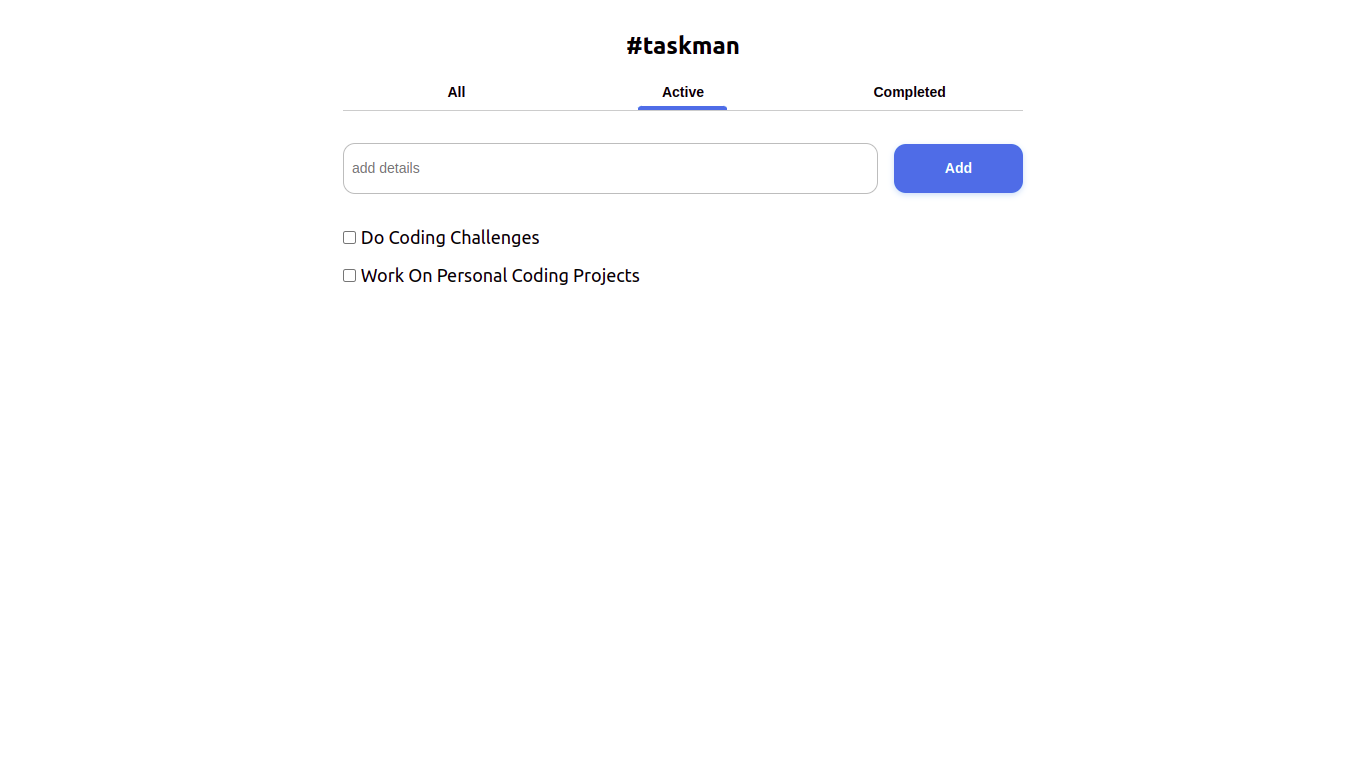 #taskman
All Active Completed
add details Add
Do Coding Challenges
Work On Personal Coding Projects